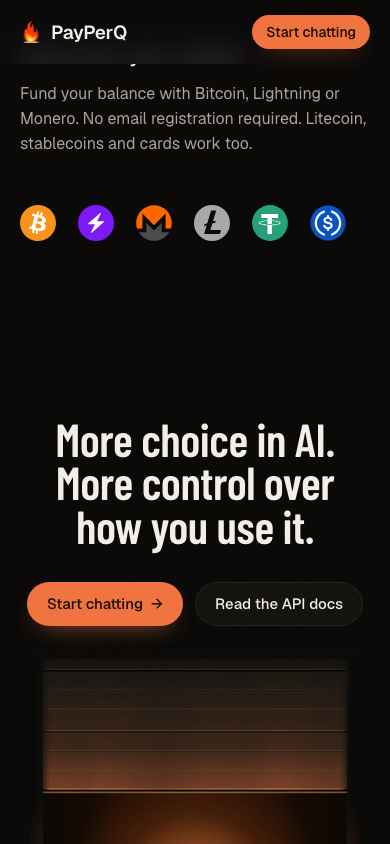 PayPerQ
Start chatting
Fund your balance with Bitcoin, Lightning or
Monero. No email registration required. Litecoin,
stablecoins and cards work too.
More choice in AI.
More control over
how you use it.
Start chatting →
Read the API docs